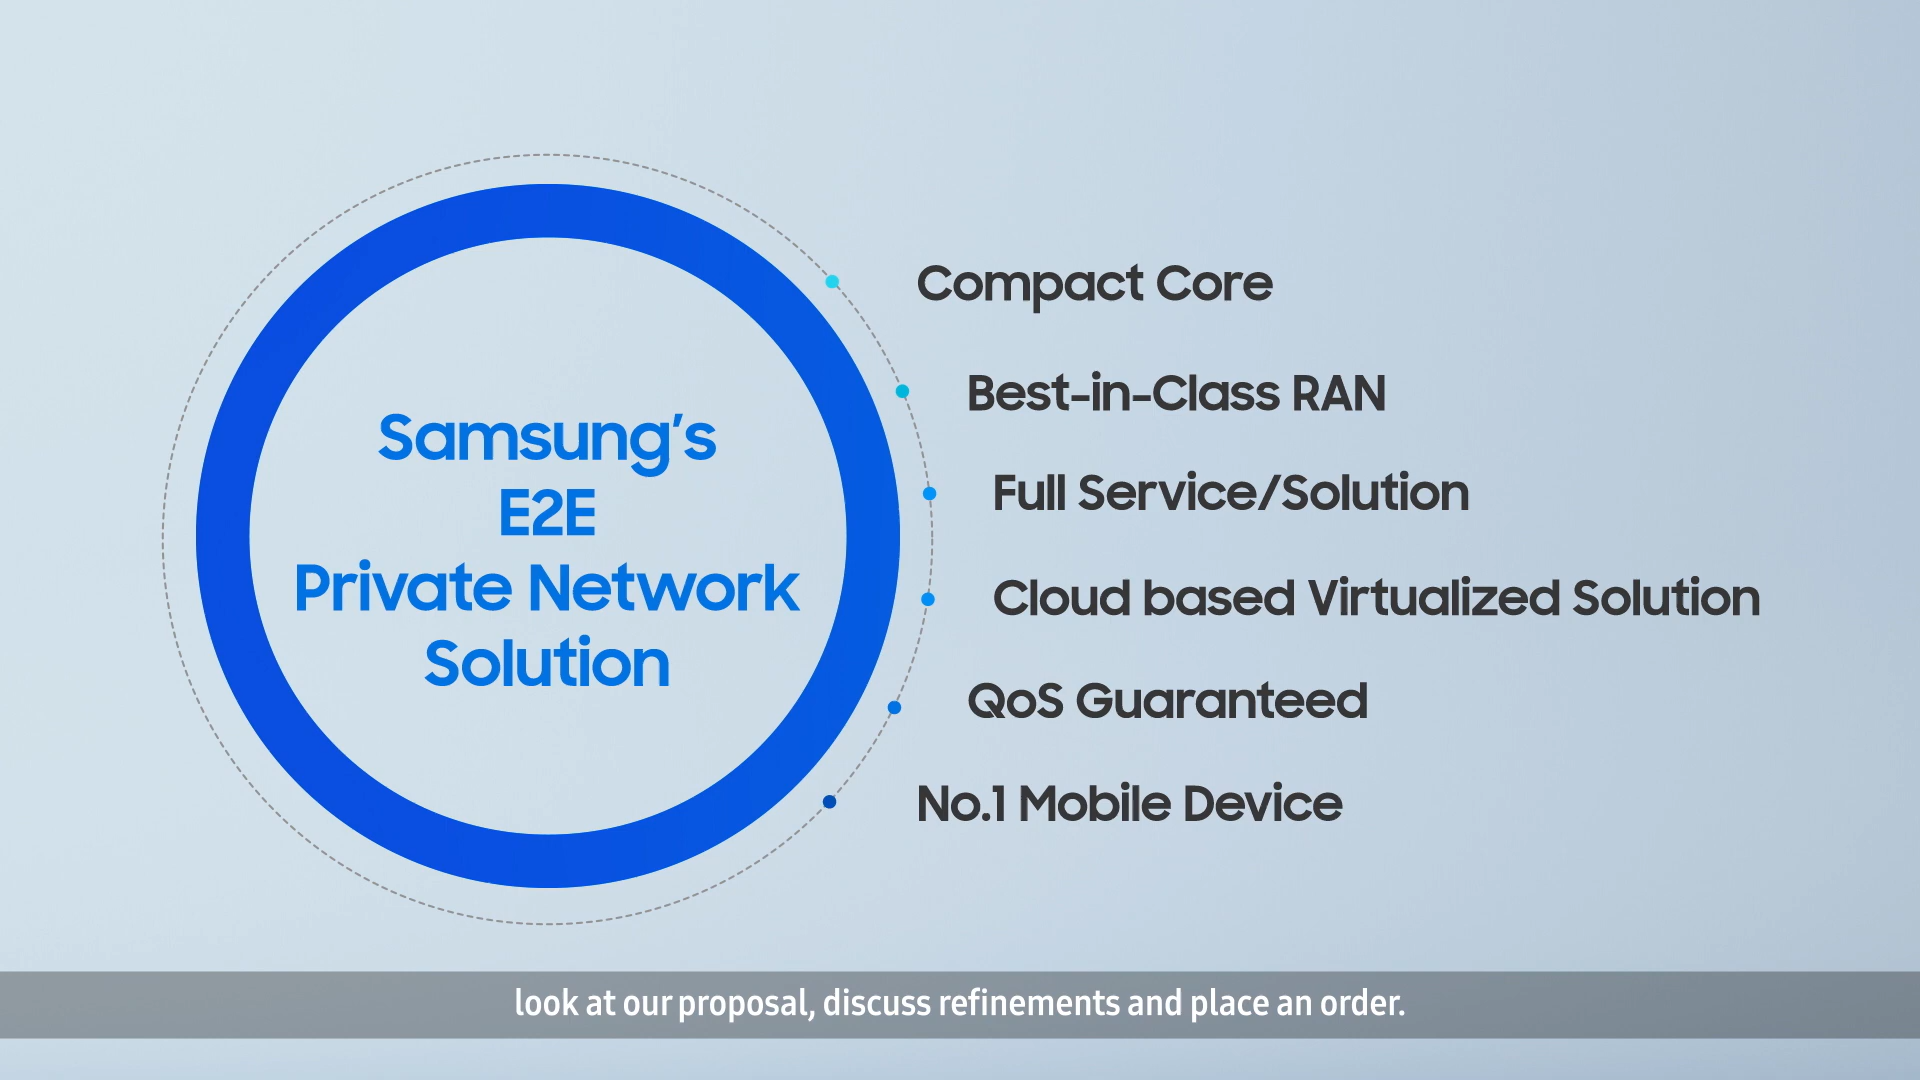 Samsung's
E2E
Private Network
Solution
Compact Core
Best-in-Class RAN
Full Service/Solution
Cloud based Virtualized Solution
QoS Guaranteed
No.1 Mobile Device
look at our proposal, discuss refinements and place an order.